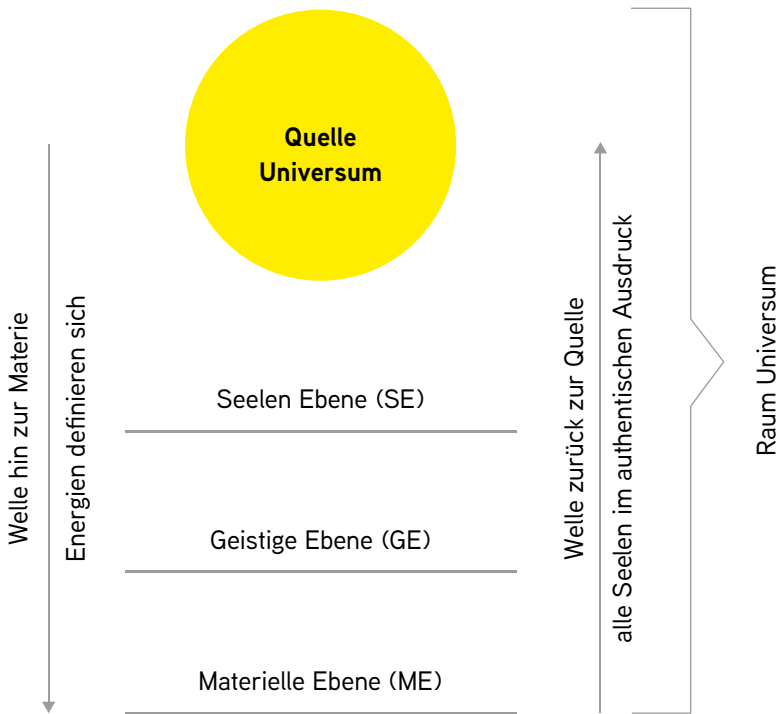 Quelle
Universum
Welle hin zur Materie
Energien definieren sich
Seelen Ebene (SE)
Geistige Ebene (GE)
Materielle Ebene (ME)
Welle zurück zur Quelle
alle Seelen im authentischen Ausdruck
Raum Universum